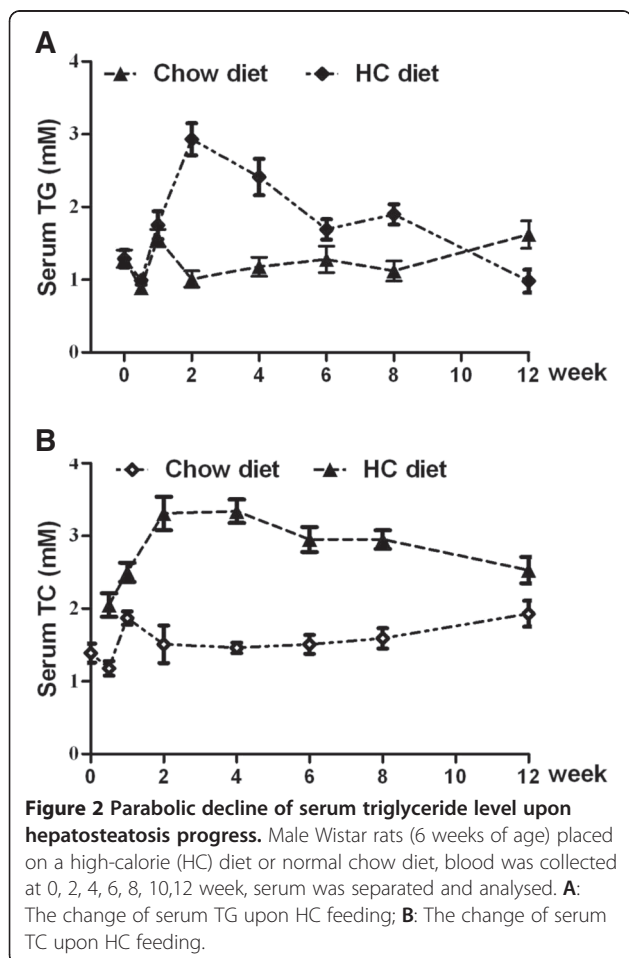 A
Chow diet HC diet
Serum TG (mM)
4
3
2
1
0
0 2 4 6 8 10 12 week
B
Chow diet HC diet
Serum TC (mM)
4
3
2
1
0
0 2 4 6 8 10 12 week
Figure 2 Parabolic decline of serum triglyceride level upon
hepatosteatosis progress. Male Wistar rats (6 weeks of age) placed
on a high-calorie (HC) diet or normal chow diet, blood was collected
at 0, 2, 4, 6, 8, 10,12 week, serum was separated and analysed. A:
The change of serum TG upon HC feeding; B: The change of serum
TC upon HC feeding.